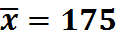 x̅ = 175